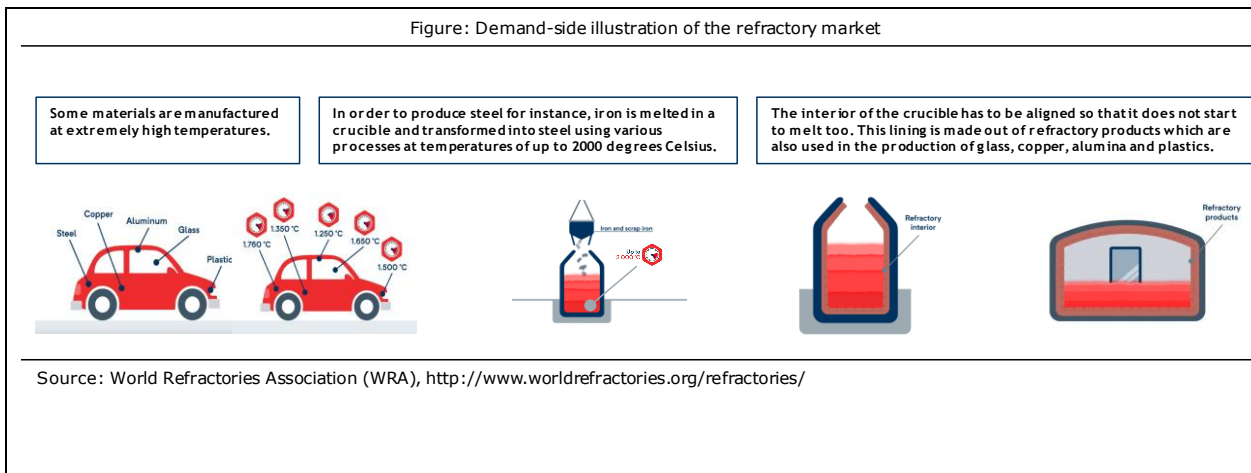 Figure: Demand-side illustration of the refractory market
Some materials are manufactured
at extremely high temperatures.
In order to produce steel for instance, iron is melted in a
crucible and transformed into steel using various
processes at temperatures of up to 2000 degrees Celsius.
The interior of the crucible has to be aligned so that it does not start
to melt too. This lining is made out of refractory products which are
also used in the production of glass, copper, alumina and plastics.
Copper
Aluminum
Steel
Glass
Plastic
1.760 °C
1.350 °C
1.250 °C
1.650 °C
1.500 °C
Iron and scrap iron
Up to
2.000 °C
Refractory
interior
Refractory
products
Source: World Refractories Association (WRA), http://www.worldrefractories.org/refractories/